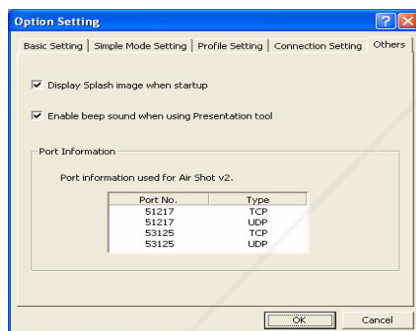 Option Setting
Basic Setting Simple Mode Setting Profile Setting Connection Setting Others
Display Splash image when startup
Enable beep sound when using Presentation tool
Port Information
Port information used for Air Shot v2.
Port No. Type
51217 TCP
51217 UDP
53125 TCP
53125 UDP
OK Cancel